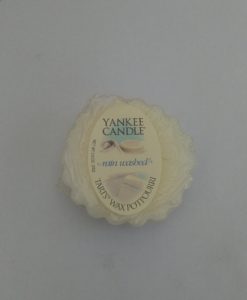 YANKEE
CANDLE®
rain washed
TARTS® WAX POTPOURRI